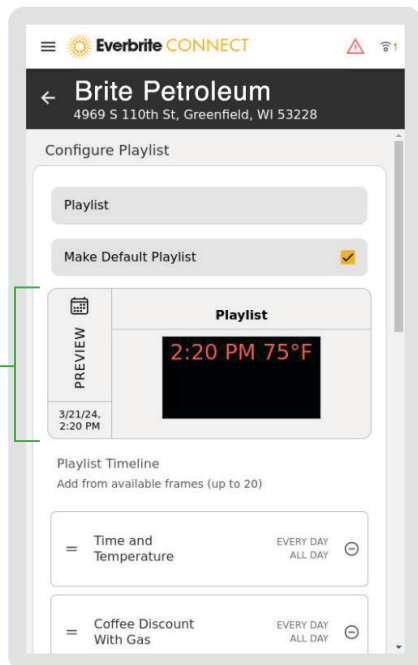 Everbrite CONNECT
1
Brite Petroleum
4969 S 110th St, Greenfield, WI 53228
Configure Playlist
Playlist
Make Default Playlist
PREVIEW
3/21/24,
2:20 PM
Playlist
2:20 PM 75°F
Playlist Timeline
Add from available frames (up to 20)
Time and
Temperature
EVERY DAY
ALL DAY
Coffee Discount
With Gas
EVERY DAY
ALL DAY